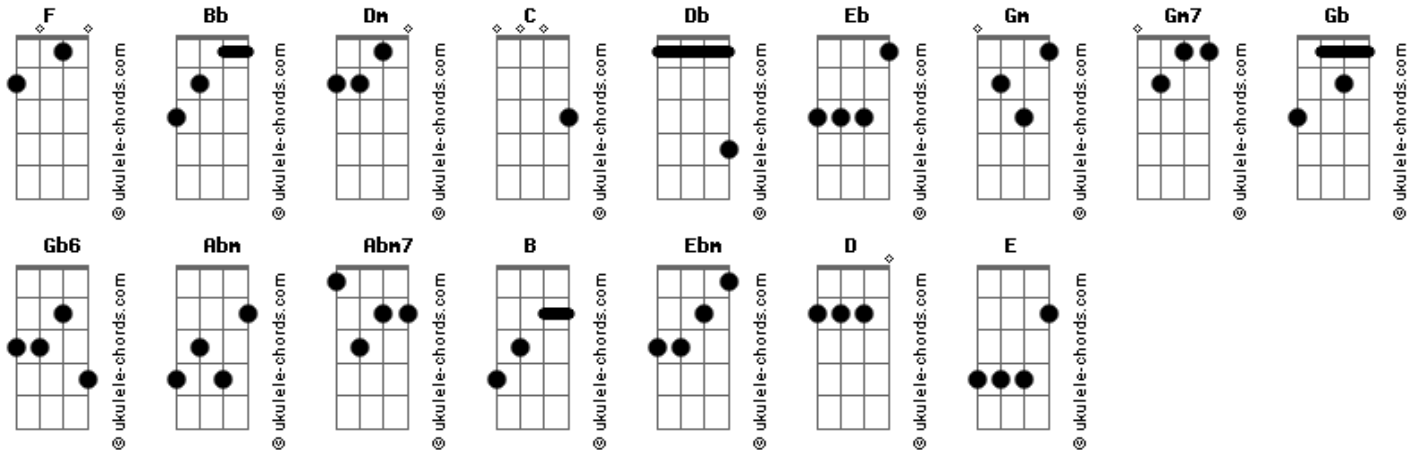 F Bb Dm C Db Eb Gm Gm7 Gb
© ukulele-chords.com © ukulele-chords.com © ukulele-chords.com © ukulele-chords.com © ukulele-chords.com © ukulele-chords.com © ukulele-chords.com © ukulele-chords.com © ukulele-chords.com
Gb6 Abm Abm7 B Ebm D E
© ukulele-chords.com © ukulele-chords.com © ukulele-chords.com © ukulele-chords.com © ukulele-chords.com © ukulele-chords.com © ukulele-chords.com